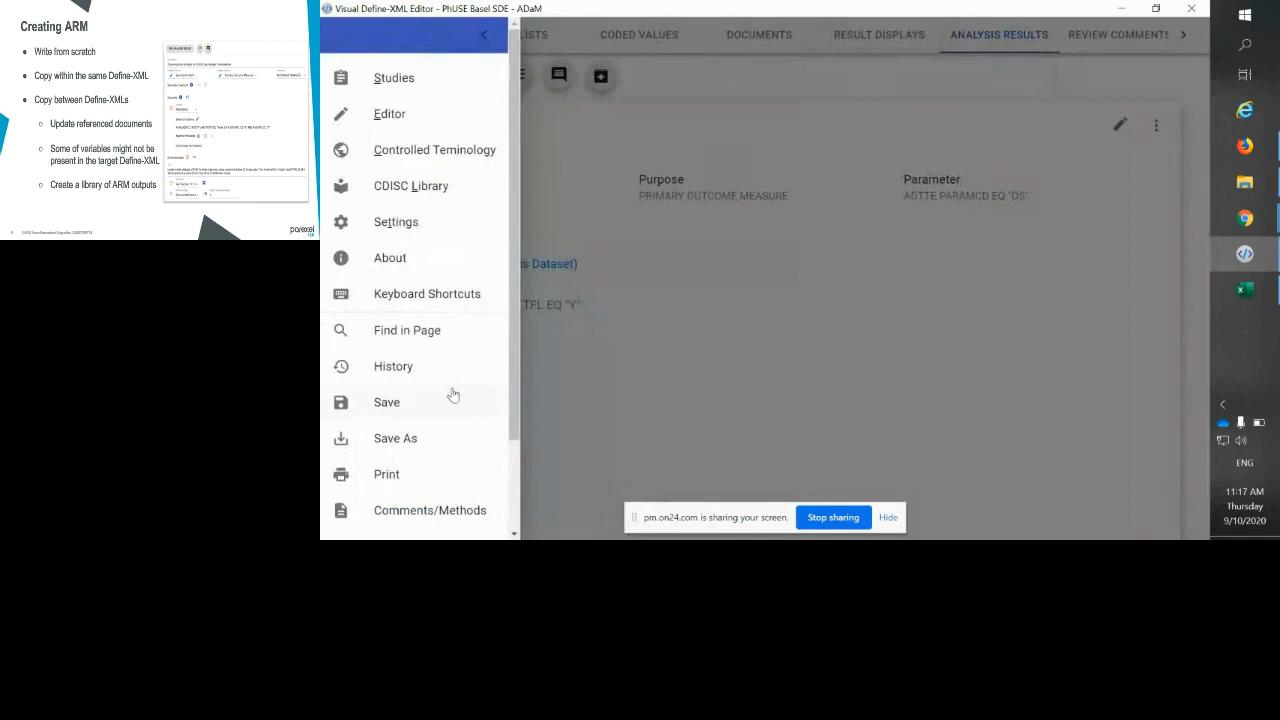 Creating ARM
Write from scratch
Copy within the same Define-XML
Copy between Define-XMLs
Update referenced documents
Some of variables might not be
present in the target Define-XML
Create a library of ARM outputs
parexel
Visual Define-XML Editor - PhUSE Basel SDE - ADaM
LISTS
CODED VALUES
DOCUMENTS
RESULT DISPLAYS
ANALYSIS RESULTS
REVIEW COMMENTS
Studies
Editor
Controlled Terminology
CDISC Library
Settings
About
Keyboard Shortcuts
Find in Page
History
Save
Save As
Print
Comments/Methods
Purpose
PRIMARY OUTCOME MEASURE
Parameter
ADTTE PARAMCD EQ "DS"
is Dataset)
TFL EQ "Y"
pm.on24.com is sharing your screen.
Stop sharing
Hide
ENG
11:17 AM
Thursday
9/10/2020